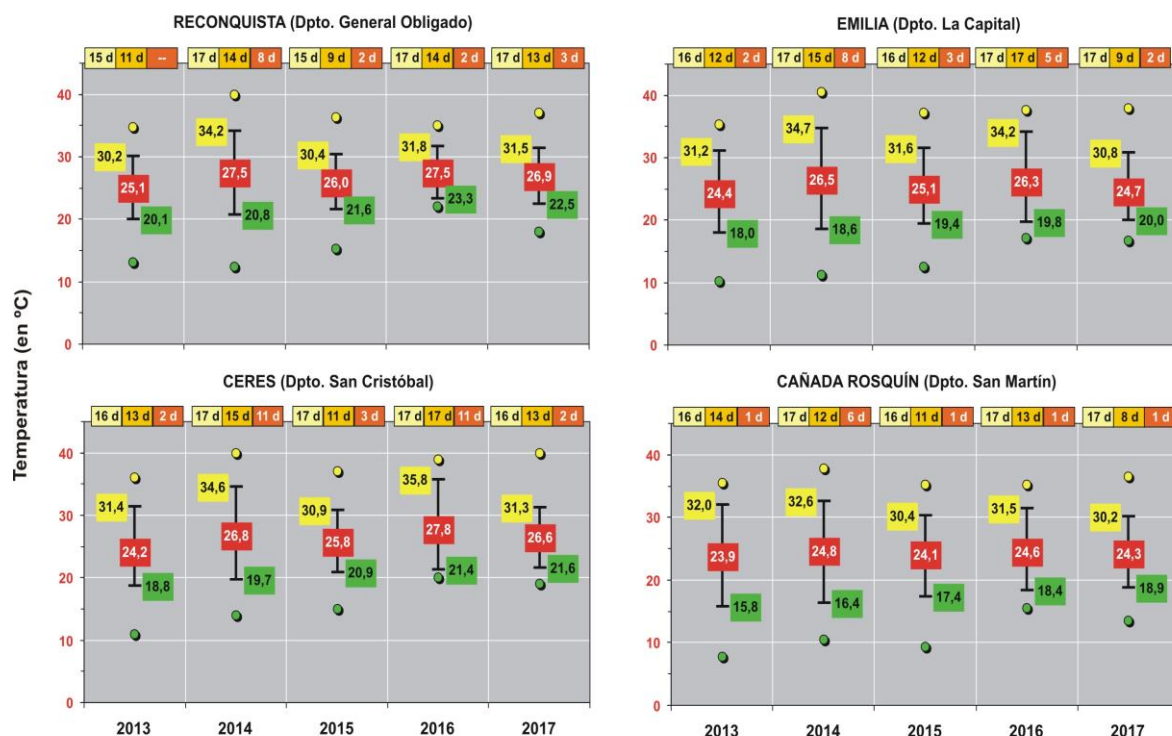 RECONQUISTA (Dpto. General Obligado)
15 d 11 d -- 17 d 14 d 8 d 15 d 9 d 2 d 17 d 14 d 2 d 17 d 13 d 3 d
40
30
20
10
0
30,2 34,2 30,4 31,8 31,5
25,1 27,5 26,0 27,5 26,9
20,1 20,8 21,6 23,3 22,5
EMILIA (Dpto. La Capital)
16 d 12 d 2 d 17 d 15 d 8 d 16 d 12 d 3 d 17 d 17 d 5 d 17 d 9 d 2 d
40
30
20
10
0
31,2 34,7 31,6 34,2 30,8
24,4 26,5 25,1 26,3 24,7
18,0 18,6 19,4 19,8 20,0
Temperatura (en ºC)
CERES (Dpto. San Cristóbal)
16 d 13 d 2 d 17 d 15 d 11 d 17 d 11 d 3 d 17 d 17 d 11 d 16 d 13 d 2 d
40
30
20
10
0
31,4 34,6 30,9 35,8 31,3
24,2 26,8 25,8 27,8 26,6
18,8 19,7 20,9 21,4 21,6
2013 2014 2015 2016 2017
CAÑADA ROSQUÍN (Dpto. San Martín)
16 d 14 d 1 d 17 d 12 d 6 d 16 d 11 d 1 d 17 d 13 d 1 d 17 d 8 d 1 d
40
30
20
10
0
32,0 32,6 30,4 31,5 30,2
23,9 24,8 24,1 24,6 24,3
15,8 16,4 17,4 18,4 18,9
2013 2014 2015 2016 2017